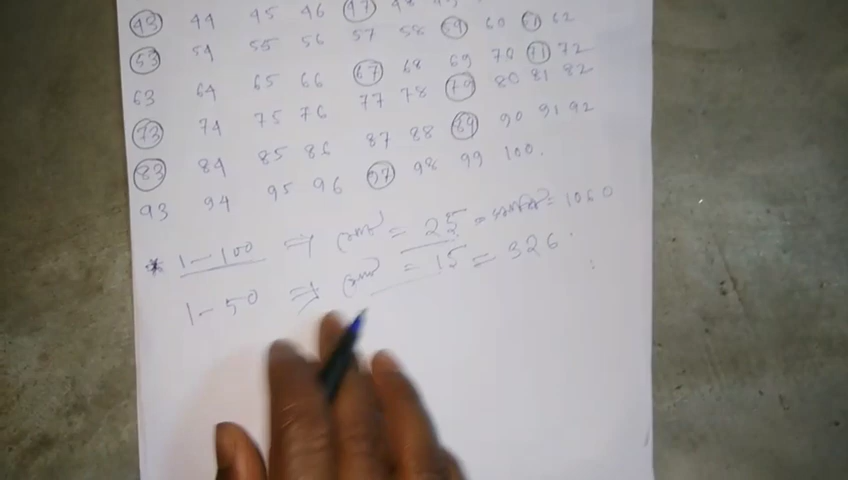 43 44 45 46 47 48
53 54 55 56 57 58 59 60 61 62
63 64 65 66 67 68 69 70 71 72
73 74 75 76 77 78 79 80 81 82
83 84 85 86 87 88 89 90 91 92
93 94 95 96 97 98 99 100.
* 1 – 100 ⇒ = 25 = = 1060
1 – 50 ⇒ = 15 = 326.